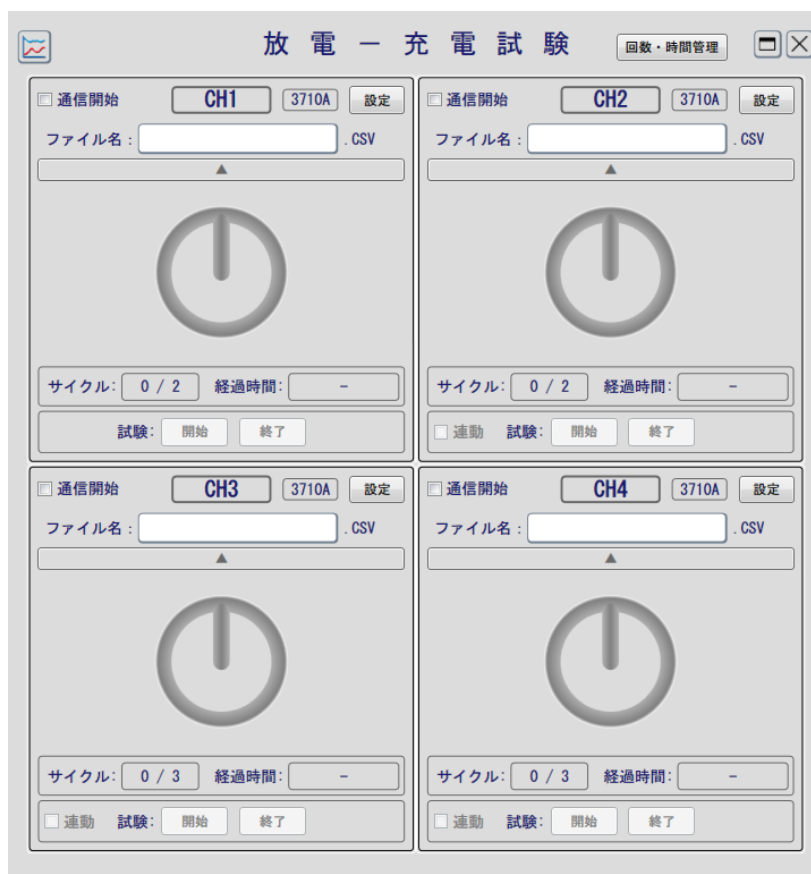 放電－充電試験 回数・時間管理
通信開始 CH1 3710A 設定
ファイル名： .CSV
▲
サイクル： 0 / 2 経過時間： －
試験： 開始 終了
通信開始 CH2 3710A 設定
ファイル名： .CSV
▲
サイクル： 0 / 2 経過時間： －
連動 試験： 開始 終了
通信開始 CH3 3710A 設定
ファイル名： .CSV
▲
サイクル： 0 / 3 経過時間： －
連動 試験： 開始 終了
通信開始 CH4 3710A 設定
ファイル名： .CSV
▲
サイクル： 0 / 3 経過時間： －
連動 試験： 開始 終了